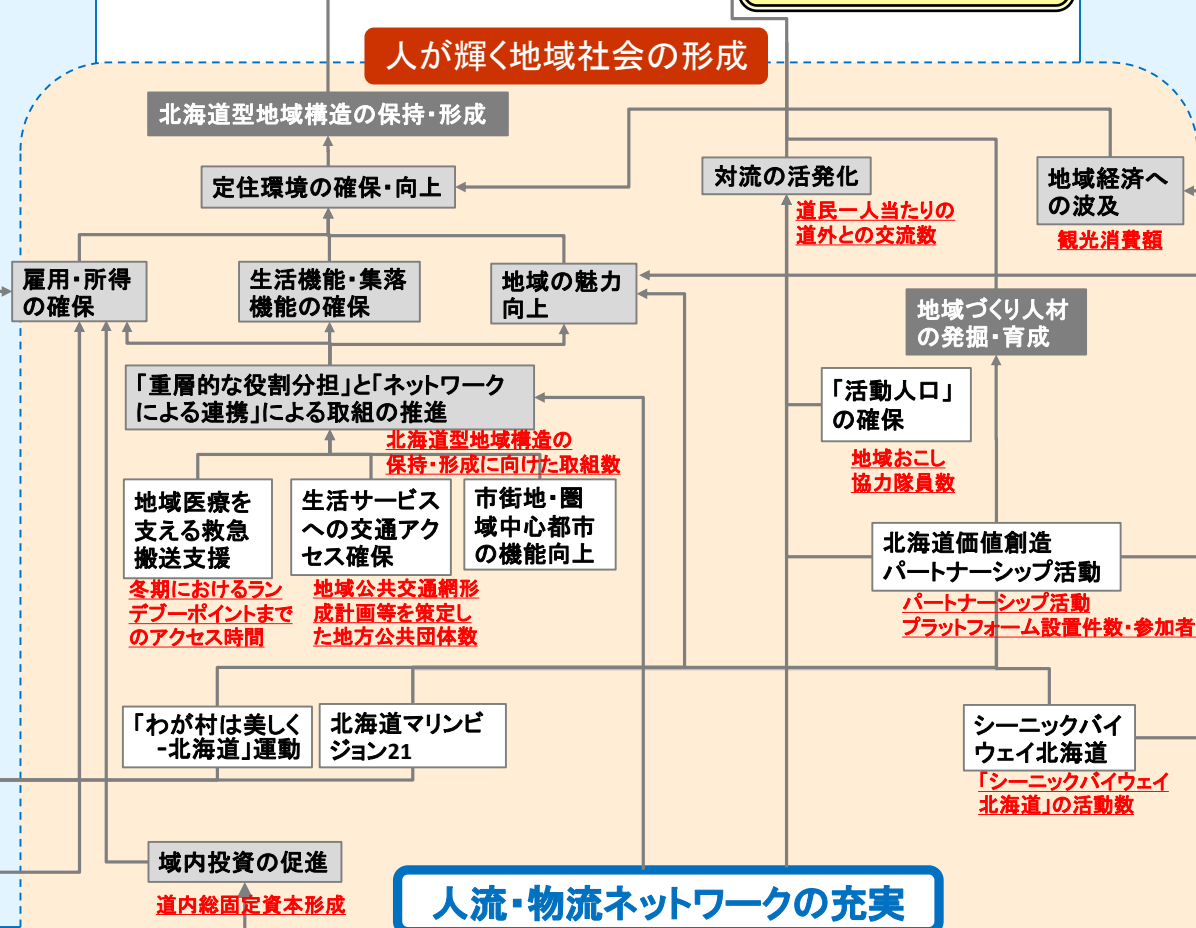 人が輝く地域社会の形成
北海道型地域構造の保持・形成
定住環境の確保・向上
対流の活発化
道民一人当たりの
道外との交流数
地域経済へ
の波及
観光消費額
雇用・所得
の確保
生活機能・集落
機能の確保
地域の魅力
向上
地域づくり人材
の発掘・育成
「重層的な役割分担」と「ネットワーク
による連携」による取組の推進
北海道型地域構造の
保持・形成に向けた取組数
「活動人口」
の確保
地域おこし
協力隊員数
地域医療を
支える救急
搬送支援
冬期におけるラン
デブーポイントまで
のアクセス時間
生活サービス
への交通アク
セス確保
地域公共交通網形
成計画等を策定し
た地方公共団体数
市街地・圏
域中心都市
の機能向上
北海道価値創造
パートナーシップ活動
パートナーシップ活動
プラットフォーム設置件数・参加者
「わが村は美しく
-北海道」運動
北海道マリンビ
ジョン21
シーニックバイ
ウェイ北海道
「シーニックバイウェイ
北海道」の活動数
域内投資の促進
道内総固定資本形成
人流・物流ネットワークの充実